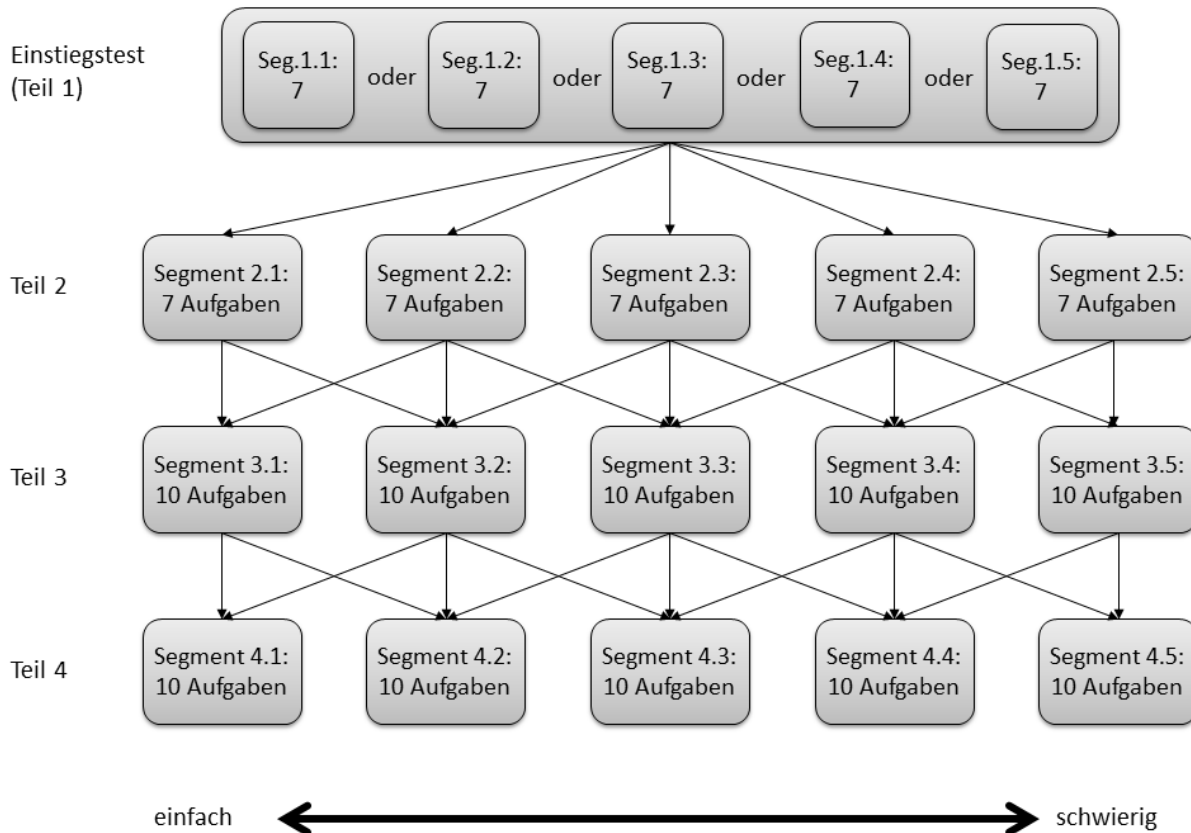 Einstiegstest
(Teil 1)
Seg.1.1:
7
oder
Seg.1.2:
7
oder
Seg.1.3:
7
oder
Seg.1.4:
7
oder
Seg.1.5:
7
Teil 2
Segment 2.1:
7 Aufgaben
Segment 2.2:
7 Aufgaben
Segment 2.3:
7 Aufgaben
Segment 2.4:
7 Aufgaben
Segment 2.5:
7 Aufgaben
Teil 3
Segment 3.1:
10 Aufgaben
Segment 3.2:
10 Aufgaben
Segment 3.3:
10 Aufgaben
Segment 3.4:
10 Aufgaben
Segment 3.5:
10 Aufgaben
Teil 4
Segment 4.1:
10 Aufgaben
Segment 4.2:
10 Aufgaben
Segment 4.3:
10 Aufgaben
Segment 4.4:
10 Aufgaben
Segment 4.5:
10 Aufgaben
einfach
schwierig